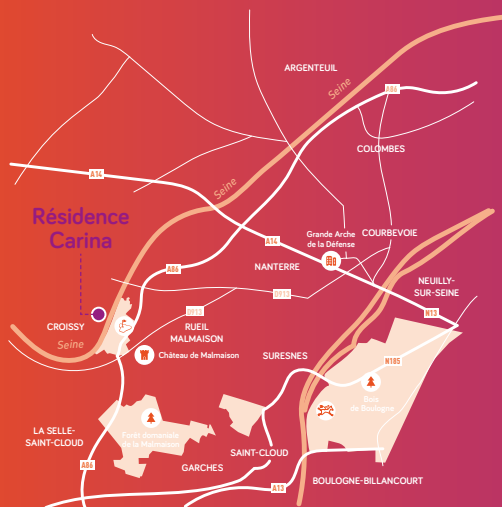 ARGENTEUIL
Seine
A86
COLOMBES
A14
Seine
Résidence
Carina
Grande Arche
de la Défense
COURBEVOIE
A14
A86
NANTERRE
NEUILLY-
SUR-SEINE
D913
D913
N13
CROISSY
RUEIL
MALMAISON
Seine
Château de Malmaison
SURESNES
N185
Bois
de Boulogne
LA SELLE-
SAINT-CLOUD
Forêt domaniale
de la Malmaison
SAINT-CLOUD
A86
GARCHES
A13
BOULOGNE-BILLANCOURT